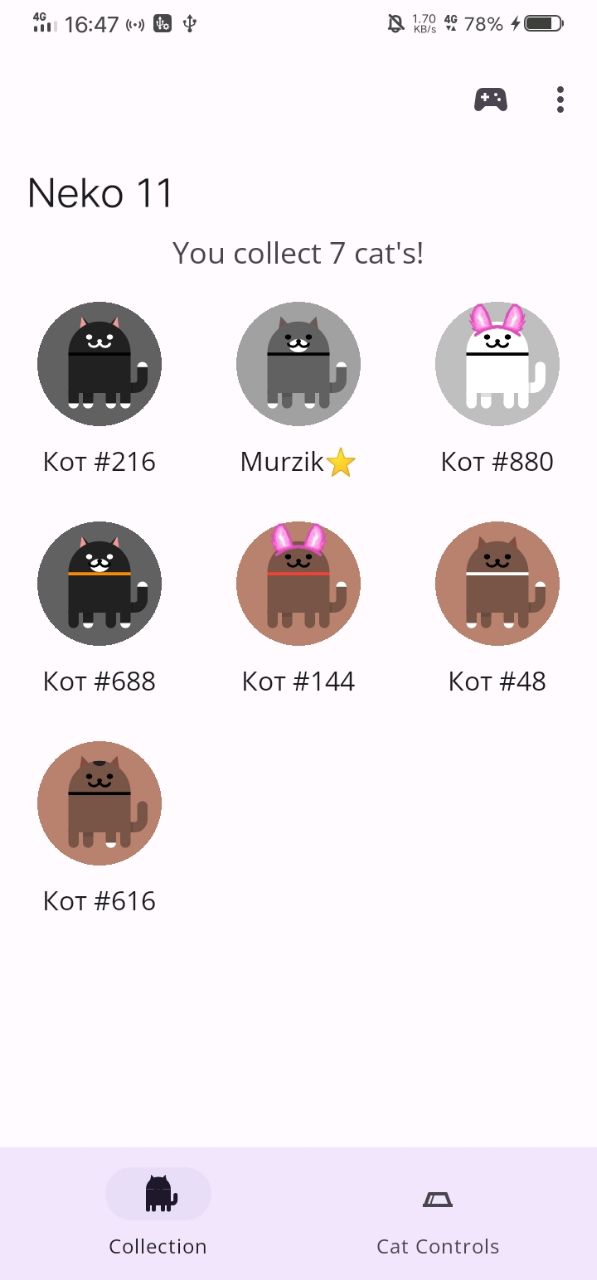 4G 16:47 1.70 KB/s 4G 78%
Neko 11
You collect 7 cat's!
Кот #216 Murzik⭐ Кот #880
Кот #688 Кот #144 Кот #48
Кот #616
Collection Cat Controls